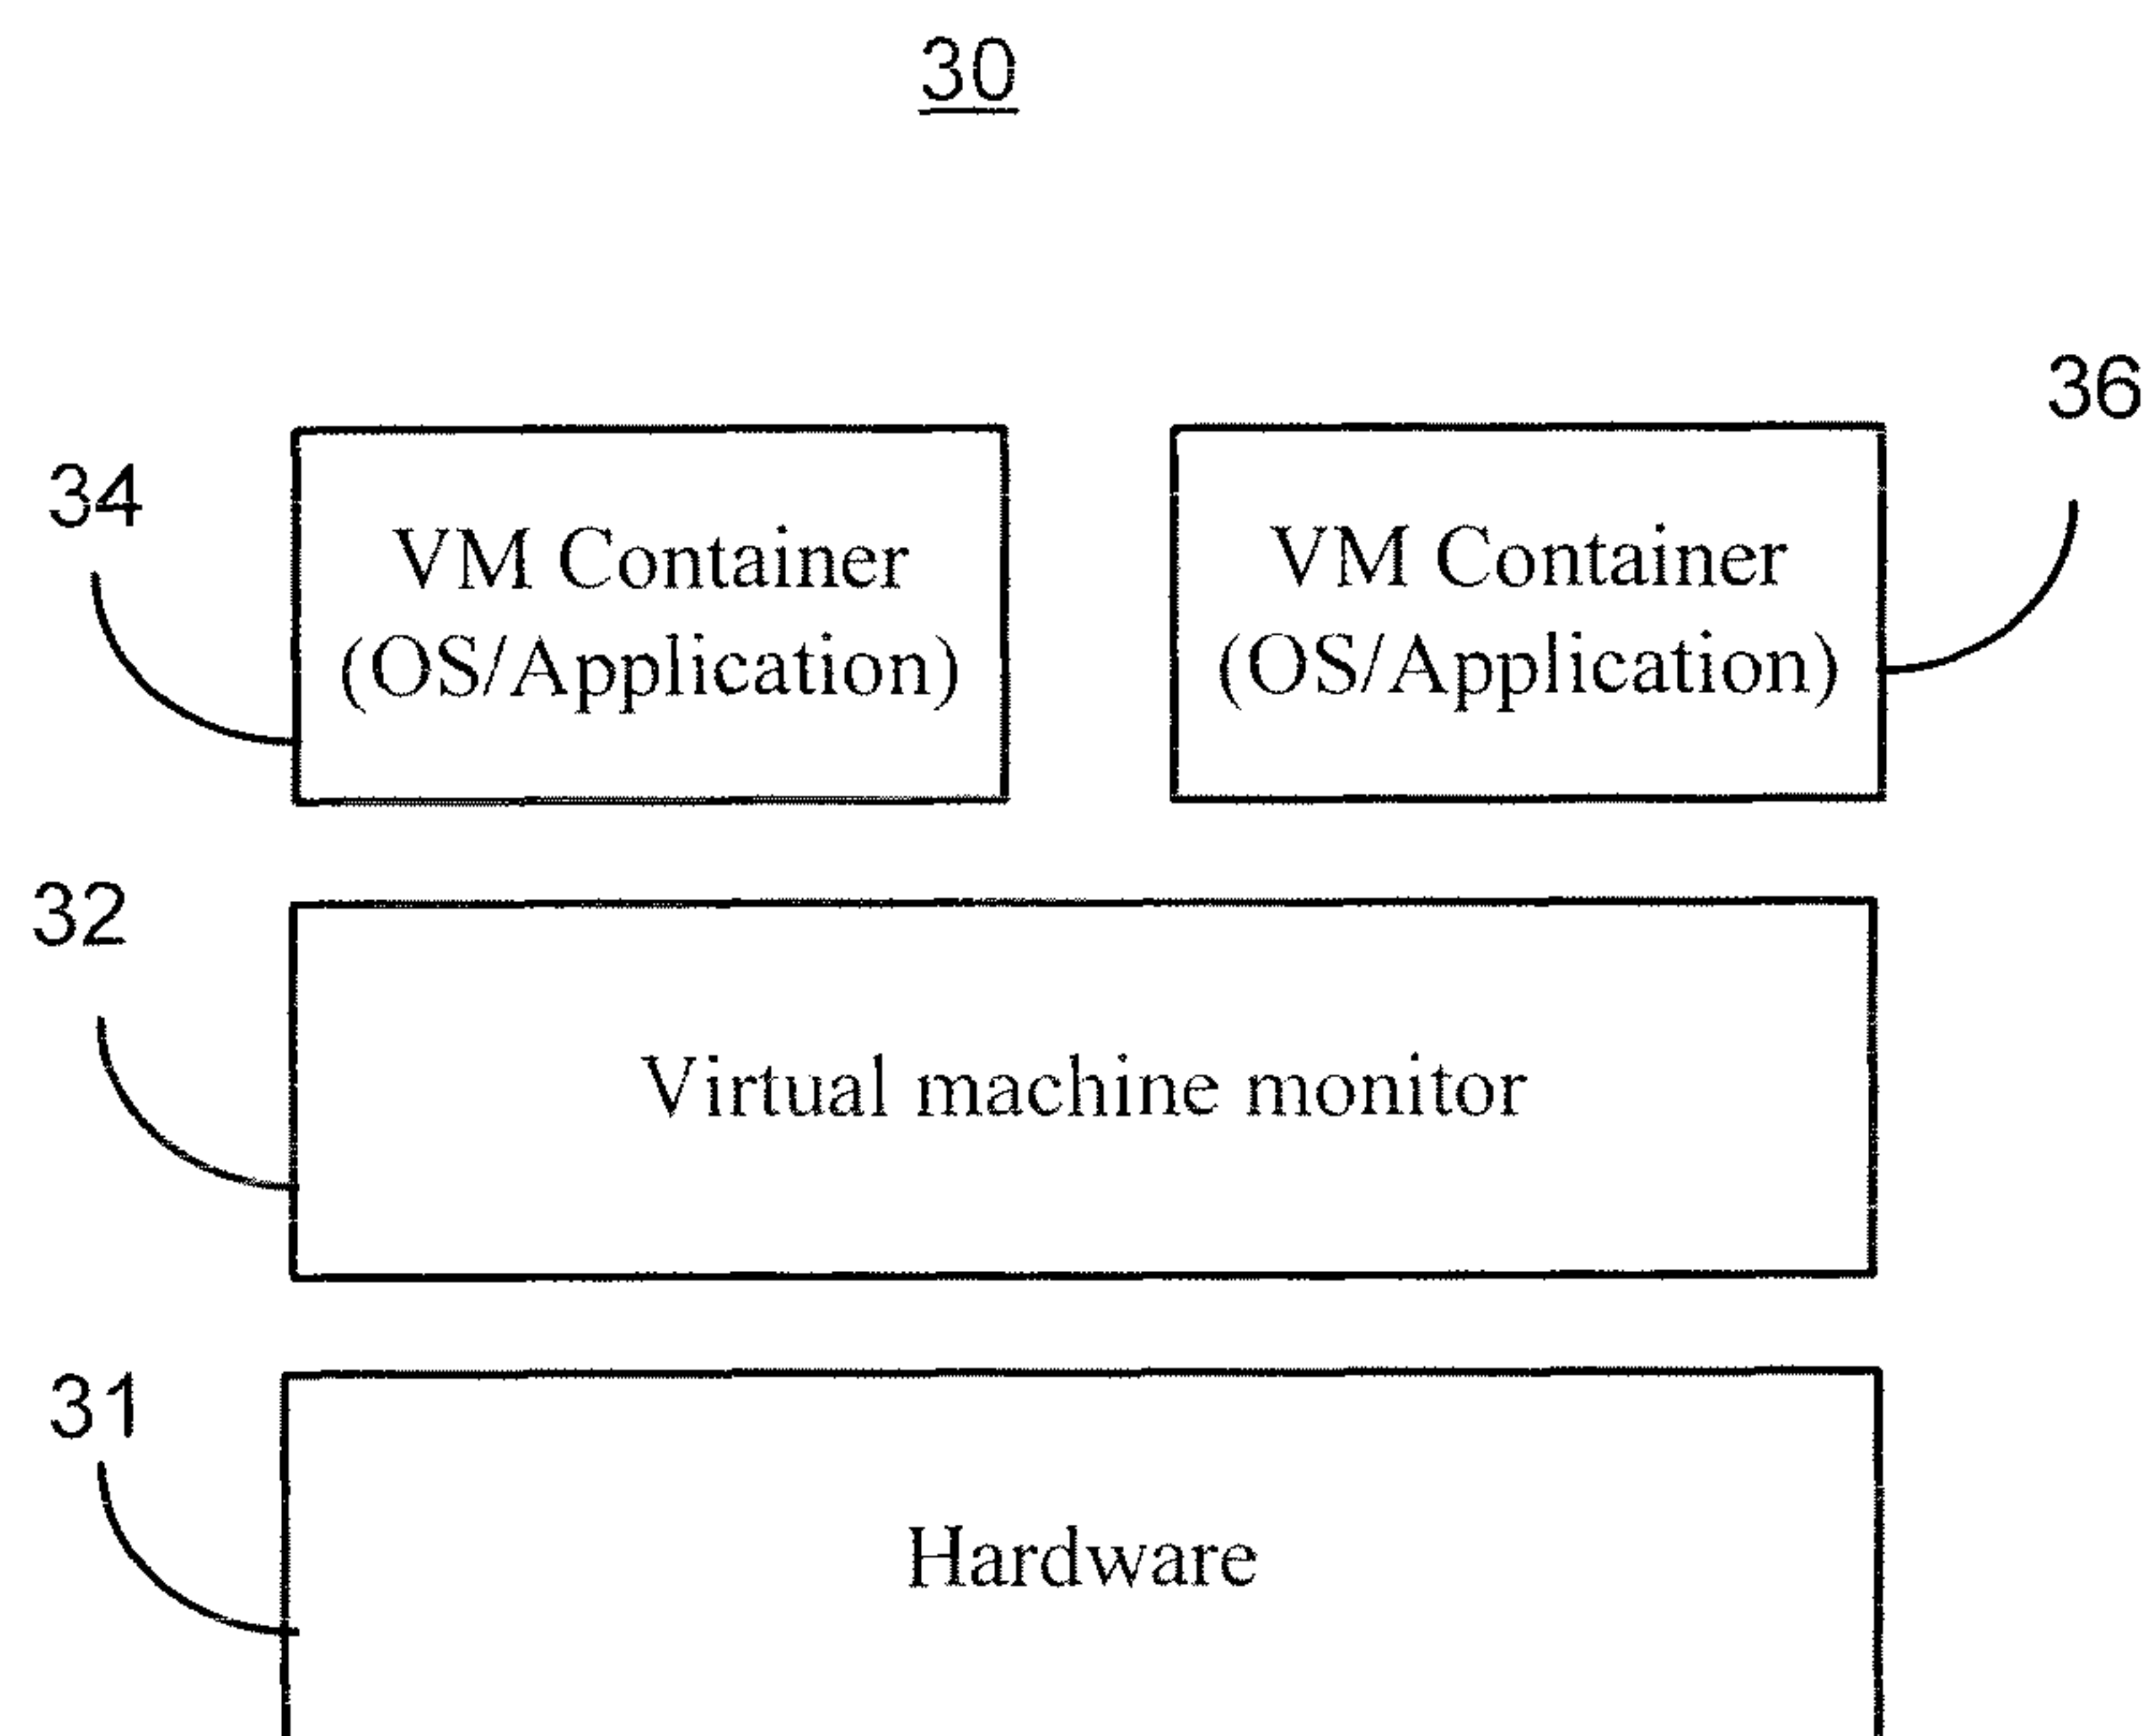 30
36
34
VM Container
(OS/Application)
VM Container
(OS/Application)
32
Virtual machine monitor
31
Hardware